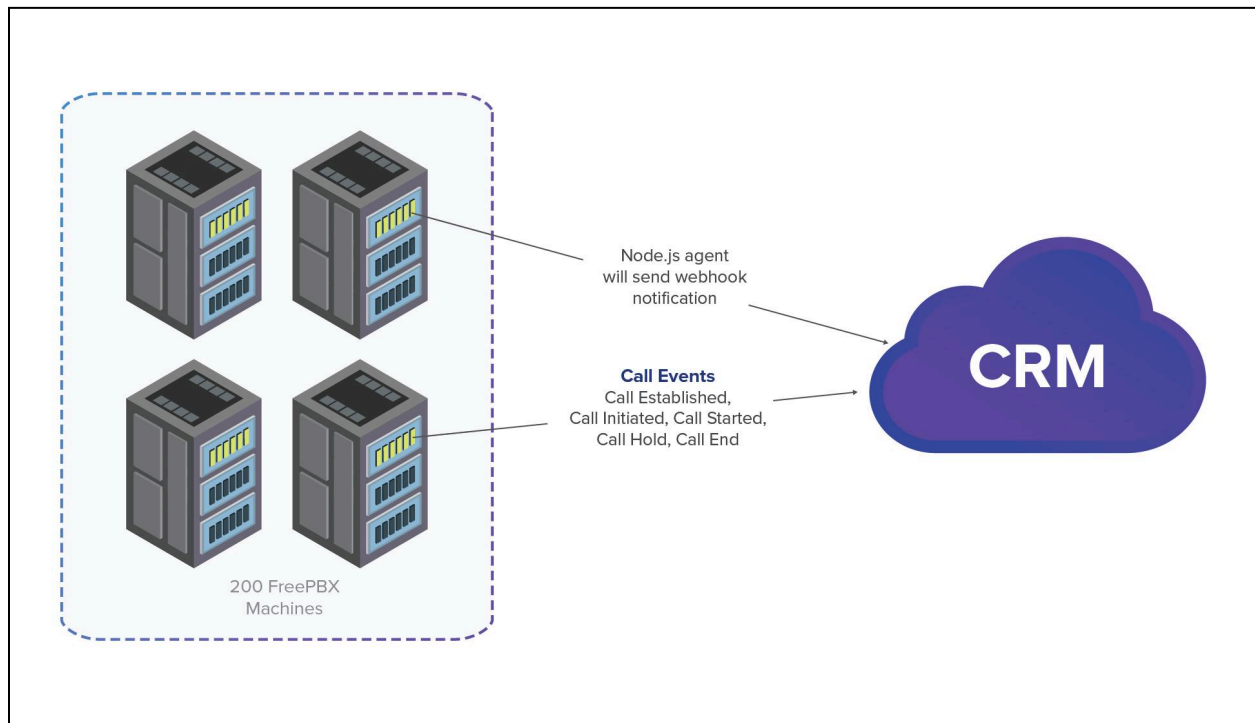 Node.js agent
will send webhook
notification
CRM
Call Events
Call Established,
Call Initiated, Call Started,
Call Hold, Call End
200 FreePBX
Machines